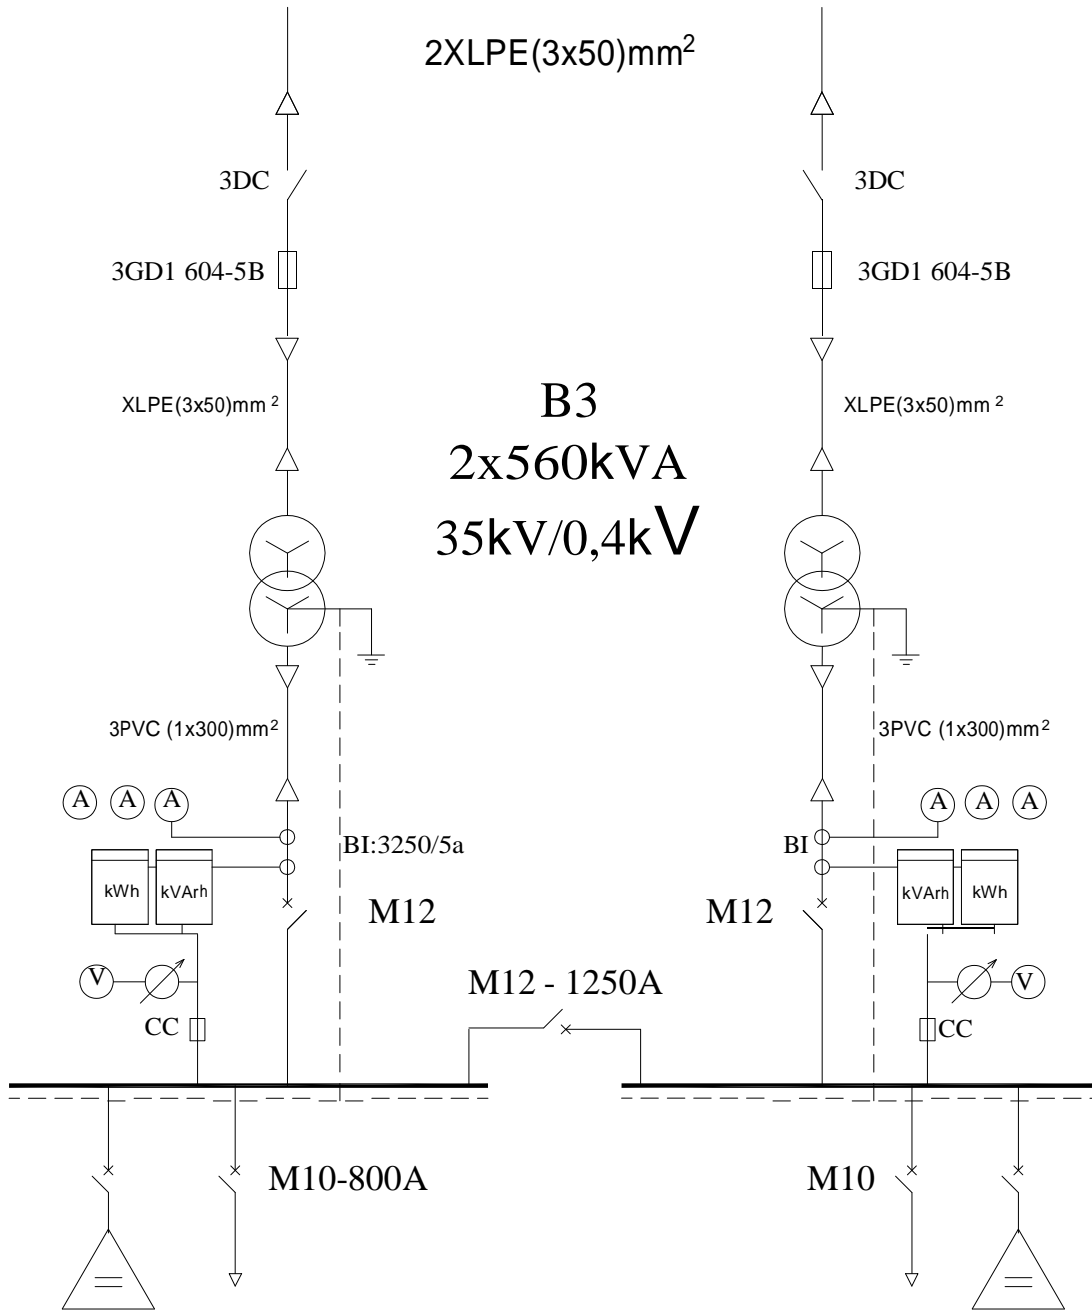 2XLPE(3x50)mm²
3DC
3DC
3GD1 604-5B
3GD1 604-5B
XLPE(3x50)mm ²
XLPE(3x50)mm ²
B3
2x560kVA
35kV/0,4kV
3PVC (1x300)mm²
3PVC (1x300)mm²
A A A
A A A
BI:3250/5a
BI
kWh kVArh
kVArh kWh
M12
M12
V
V
M12 - 1250A
CC
CC
M10-800A
M10